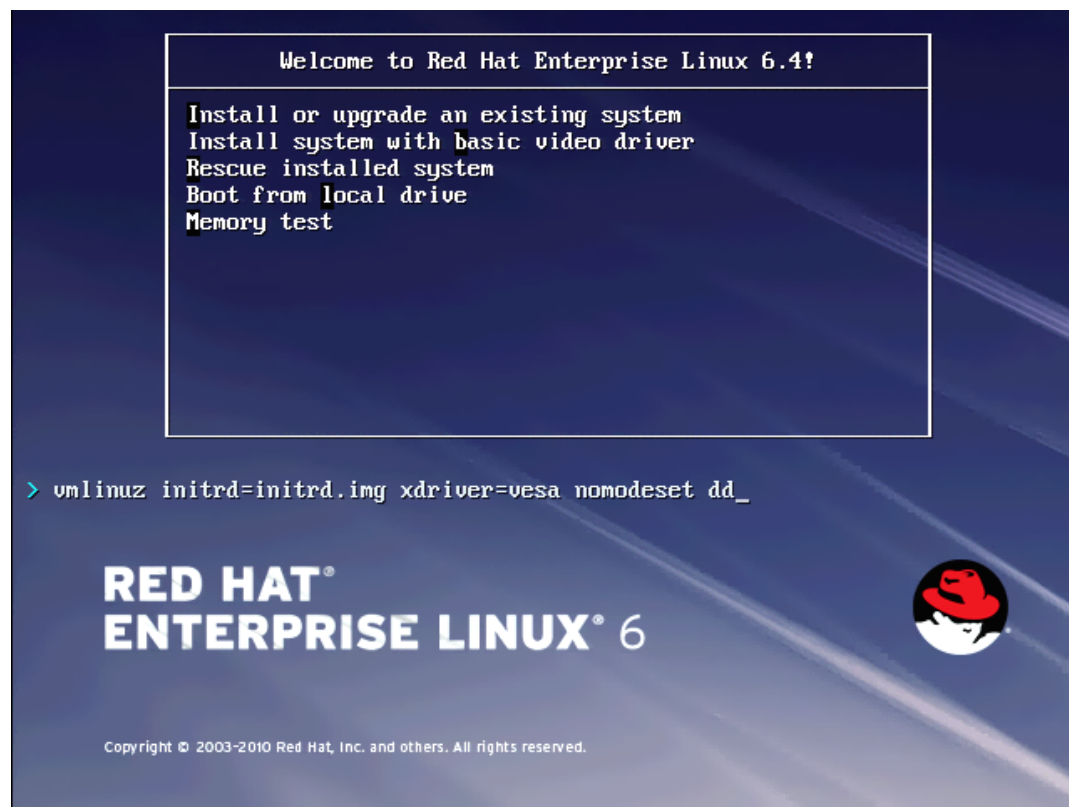 Welcome to Red Hat Enterprise Linux 6.4!
Install or upgrade an existing system
Install system with basic video driver
Rescue installed system
Boot from local drive
Memory test
> vmlinuz initrd=initrd.img xdriver=vesa nomodeset dd_
RED HAT®
ENTERPRISE LINUX® 6
Copyright © 2003-2010 Red Hat, Inc. and others. All rights reserved.